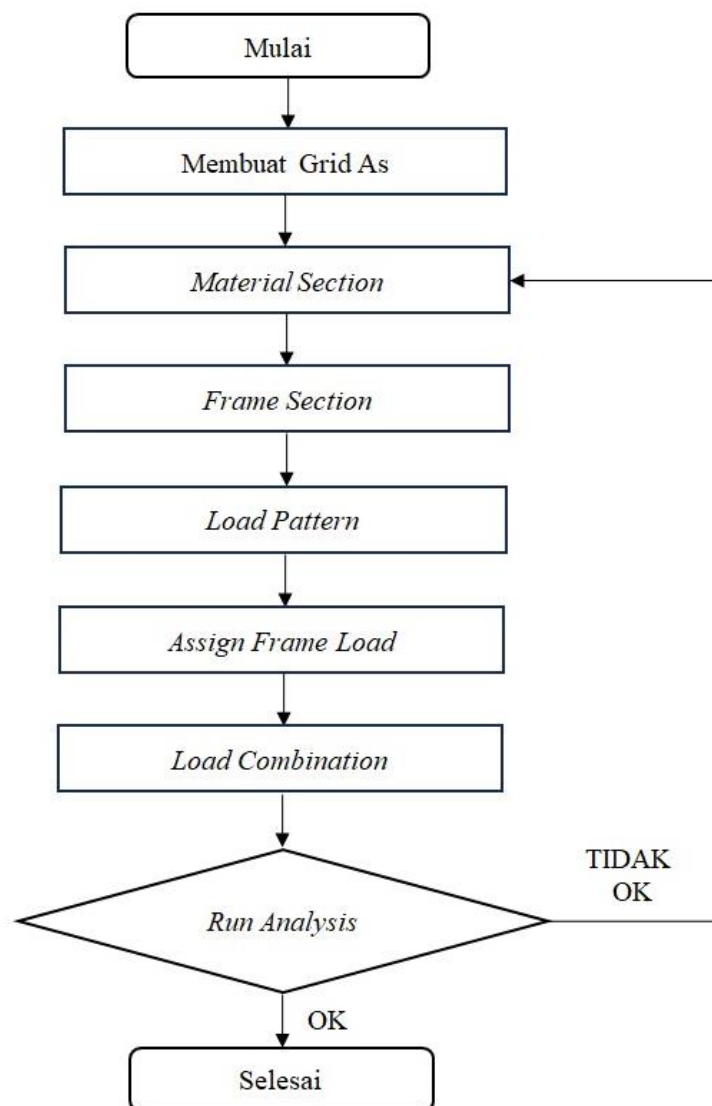 Mulai
Membuat Grid As
Material Section
Frame Section
Load Pattern
Assign Frame Load
Load Combination
TIDAK
OK
Run Analysis
OK
Selesai